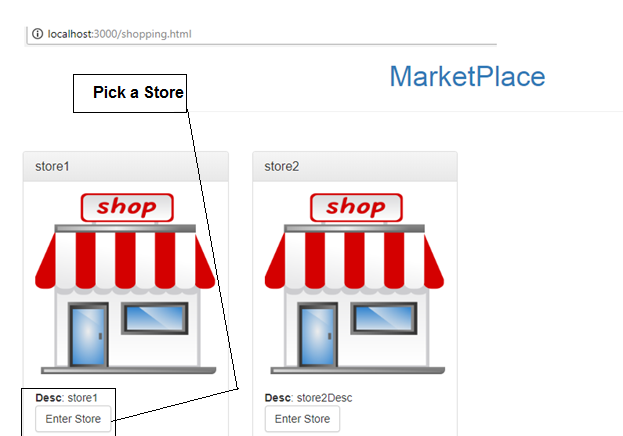 localhost:3000/shopping.html
MarketPlace
Pick a Store
store1
store2
shop
shop
Desc: store1
Desc: store2Desc
Enter Store
Enter Store